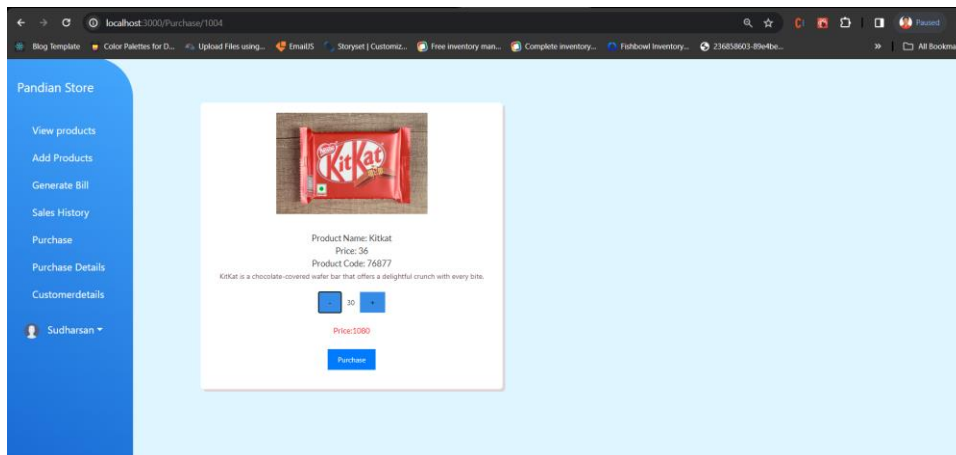 localhost:3000/Purchase/1004
Paused
Blog Template
Color Palettes for D...
Upload Files using...
EmailJS
Storyset | Customiz...
Free inventory man...
Complete inventory...
Fishbowl Inventory...
236858603-89e4be...
»
All Bookma
Pandian Store
View products
Add Products
Generate Bill
Sales History
Purchase
Purchase Details
Customerdetails
Sudharsan
Nestle
KitKat
Product Name: Kitkat
Price: 36
Product Code: 76877
KitKat is a chocolate-covered wafer bar that offers a delightful crunch with every bite.
- 30 +
Price:$080
Purchase